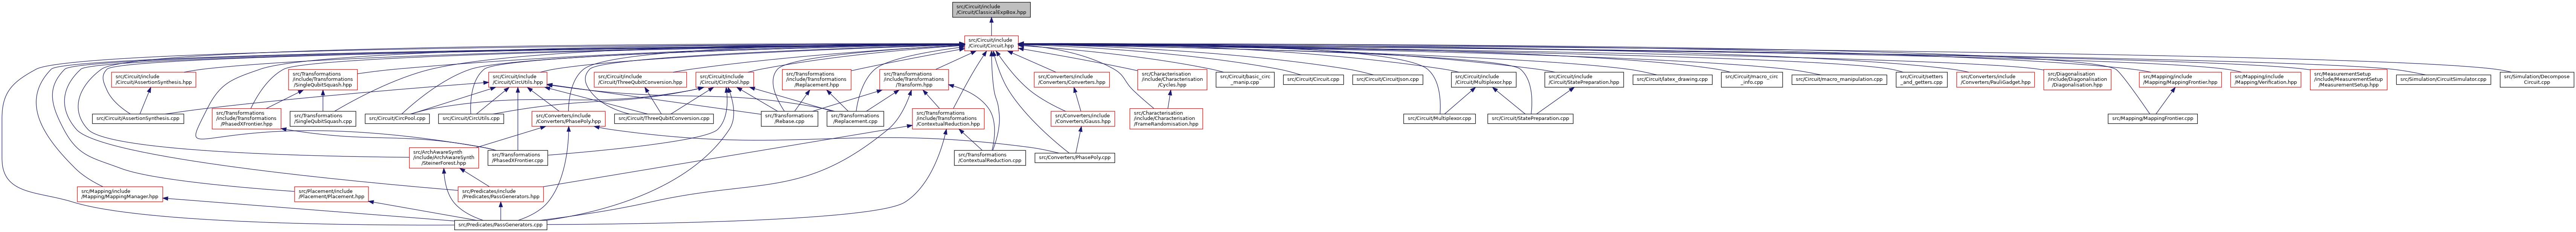 src/Circuit/include
/Circuit/ClassicalExpBox.hpp
src/Circuit/include
/Circuit/Circuit.hpp
src/Circuit/include
/Circuit/AssertionSynthesis.hpp
src/Transformations
/include/Transformations
/SingleQubitSquash.hpp
src/Circuit/include
/Circuit/CircUtils.hpp
src/Circuit/include
/Circuit/ThreeQubitConversion.hpp
src/Circuit/include
/Circuit/CircPool.hpp
src/Transformations
/include/Transformations
/Replacement.hpp
src/Transformations
/include/Transformations
/Transform.hpp
src/Converters/include
/Converters/Converters.hpp
src/Characterisation
/include/Characterisation
/Cycles.hpp
src/Circuit/basic_circ
_manip.cpp
src/Circuit/Circuit.cpp
src/Circuit/CircuitJson.cpp
src/Circuit/include
/Circuit/Multiplexor.hpp
src/Circuit/include
/Circuit/StatePreparation.hpp
src/Circuit/latex_drawing.cpp
src/Circuit/macro_circ
_info.cpp
src/Circuit/macro_manipulation.cpp
src/Circuit/setters
_and_getters.cpp
src/Converters/include
/Converters/PauliGadget.hpp
src/Diagonalisation
/include/Diagonalisation
/Diagonalisation.hpp
src/Mapping/include
/Mapping/MappingFrontier.hpp
src/Mapping/include
/Mapping/Verification.hpp
src/MeasurementSetup
/include/MeasurementSetup
/MeasurementSetup.hpp
src/Simulation/CircuitSimulator.cpp
src/Simulation/Decompose
Circuit.cpp
src/Circuit/AssertionSynthesis.cpp
src/Transformations
/include/Transformations
/PhasedXFrontier.hpp
src/Transformations
/SingleQubitSquash.cpp
src/Circuit/CircPool.cpp
src/Circuit/CircUtils.cpp
src/Converters/include
/Converters/PhasePoly.hpp
src/Circuit/ThreeQubitConversion.cpp
src/Transformations
/Rebase.cpp
src/Transformations
/Replacement.cpp
src/Transformations
/include/Transformations
/ContextualReduction.hpp
src/Converters/include
/Converters/Gauss.hpp
src/Characterisation
/include/Characterisation
/FrameRandomisation.hpp
src/Circuit/Multiplexor.cpp
src/Circuit/StatePreparation.cpp
src/Mapping/MappingFrontier.cpp
src/ArchAwareSynth
/include/ArchAwareSynth
/SteinerForest.hpp
src/Transformations
/PhasedXFrontier.cpp
src/Transformations
/ContextualReduction.cpp
src/Converters/PhasePoly.cpp
src/Mapping/include
/Mapping/MappingManager.hpp
src/Placement/include
/Placement/Placement.hpp
src/Predicates/include
/Predicates/PassGenerators.hpp
src/Predicates/PassGenerators.cpp